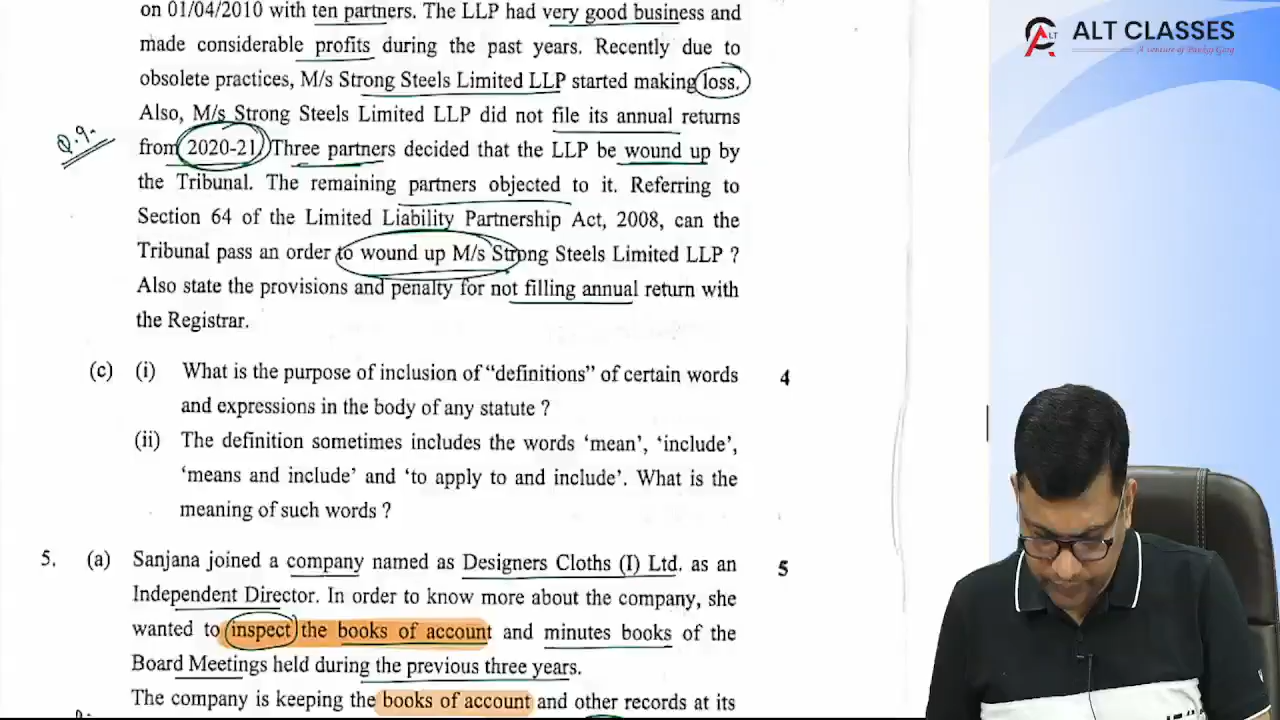 on 01/04/2010 with ten partners. The LLP had very good business and
made considerable profits during the past years. Recently due to
obsolete practices, M/s Strong Steels Limited LLP started making loss.
Also, M/s Strong Steels Limited LLP did not file its annual returns
Q.9.
from 2020-21. Three partners decided that the LLP be wound up by
the Tribunal. The remaining partners objected to it. Referring to
Section 64 of the Limited Liability Partnership Act, 2008, can the
Tribunal pass an order to wound up M/s Strong Steels Limited LLP ?
Also state the provisions and penalty for not filling annual return with
the Registrar.
(c) (i) What is the purpose of inclusion of “definitions” of certain words 4
and expressions in the body of any statute ?
(ii) The definition sometimes includes the words ‘mean’, ‘include’,
‘means and include’ and ‘to apply to and include’. What is the
meaning of such words ?
5. (a) Sanjana joined a company named as Designers Cloths (I) Ltd. as an 5
Independent Director. In order to know more about the company, she
wanted to inspect the books of account and minutes books of the
Board Meetings held during the previous three years.
The company is keeping the books of account and other records at its
ALT CLASSES
A venture of Pankaj Garg